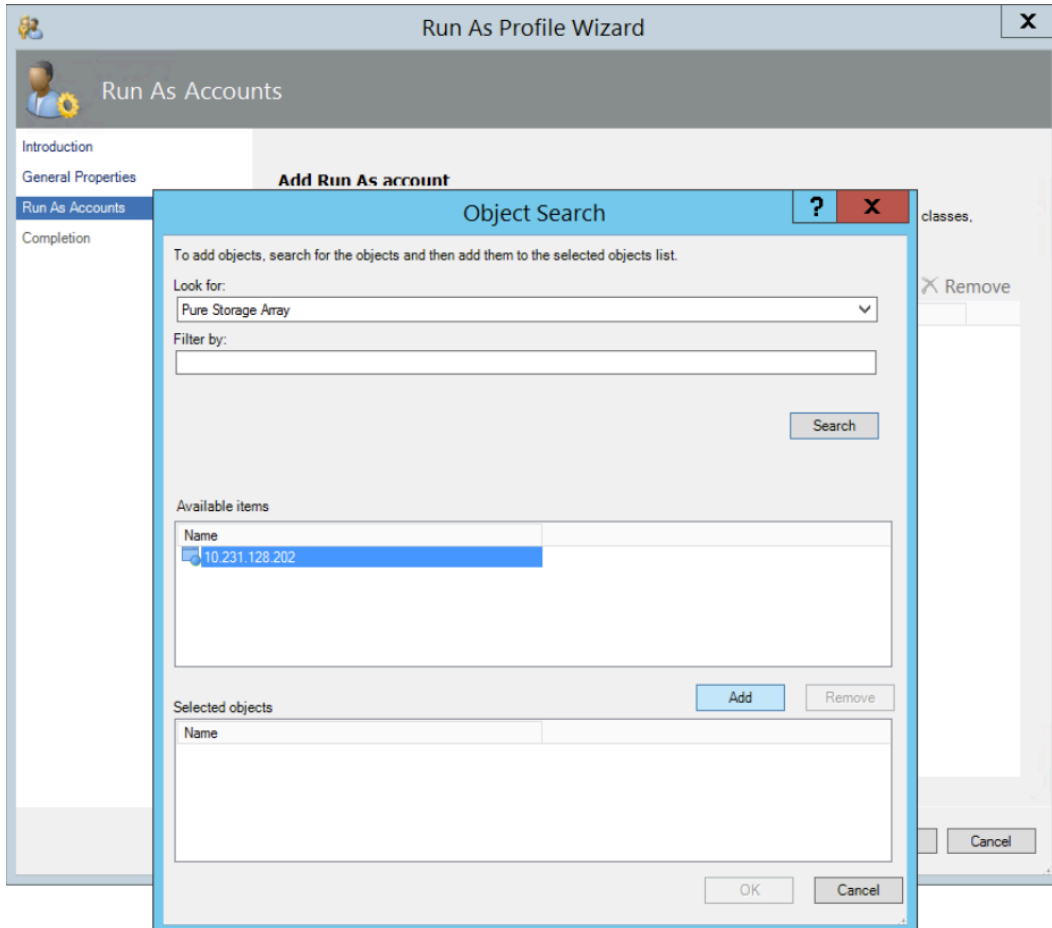 Run As Profile Wizard
X
Run As Accounts
Introduction
General Properties
Run As Accounts
Completion
Add Run As account
classes,
Remove
Object Search
? X
To add objects, search for the objects and then add them to the selected objects list.
Look for:
Pure Storage Array
Filter by:
Search
Available items
Name
10.231.128.202
Add Remove
Selected objects
Name
OK Cancel
Cancel